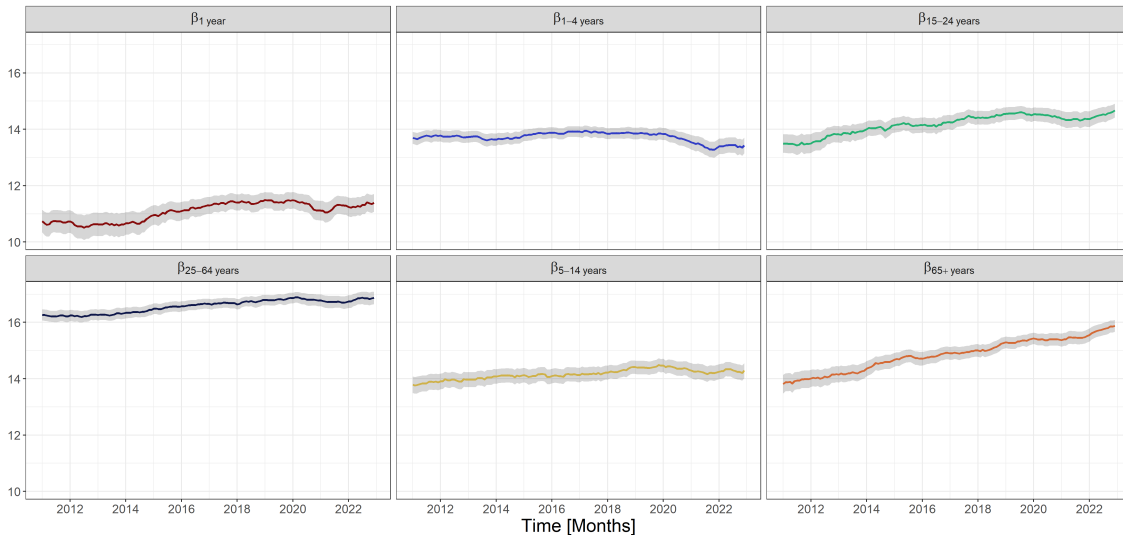 β1 year
β1−4 years
β15−24 years
16
14
12
10
β25−64 years
β5−14 years
β65+ years
16
14
12
10
2012 2014 2016 2018 2020 2022
2012 2014 2016 2018 2020 2022
2012 2014 2016 2018 2020 2022
Time [Months]